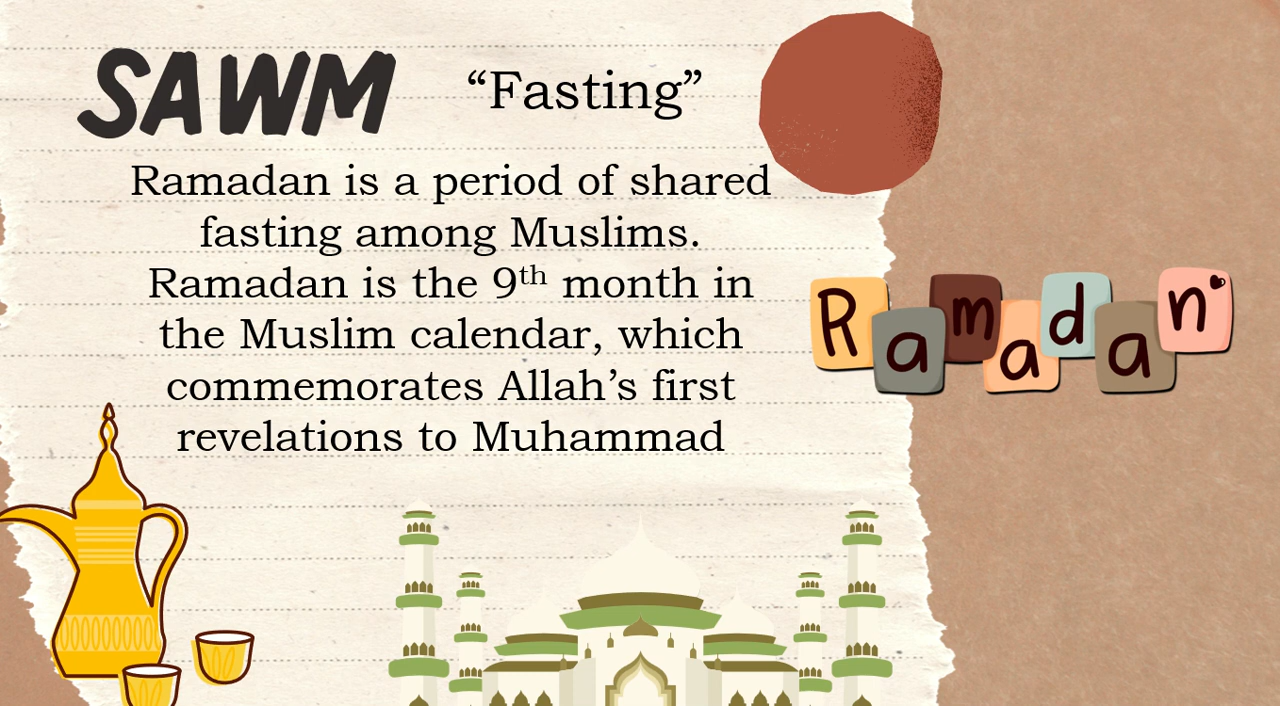 SAWM
“Fasting”
Ramadan is a period of shared
fasting among Muslims.
Ramadan is the 9th month in
the Muslim calendar, which
commemorates Allah’s first
revelations to Muhammad
Ramadan